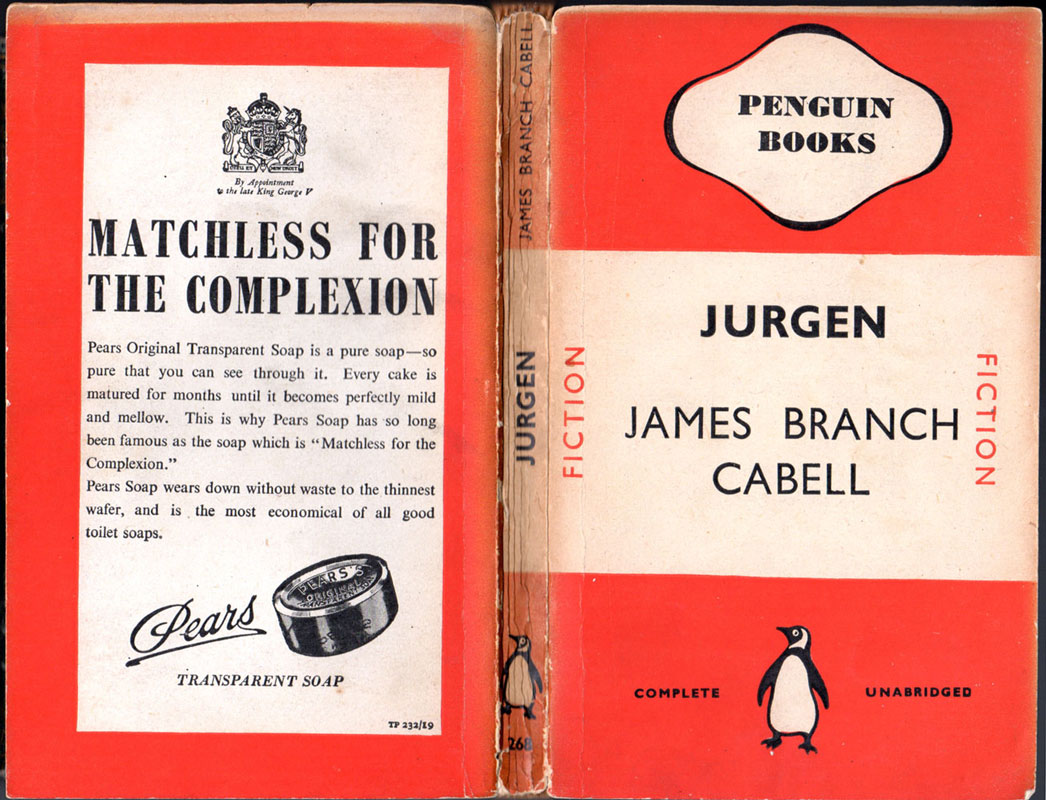 By Appointment
to the late King George V
MATCHLESS FOR
THE COMPLEXION
Pears Original Transparent Soap is a pure soap—so
pure that you can see through it. Every cake is
matured for months until it becomes perfectly mild
and mellow. This is why Pears Soap has so long
been famous as the soap which is “Matchless for the
Complexion.”
Pears Soap wears down without waste to the thinnest
wafer, and is the most economical of all good
toilet soaps.
PEARS'S
ORIGINAL
TRANSPARENT SOAP
Pears
TRANSPARENT SOAP
TP 232/19
JAMES BRANCH CABELL
JURGEN
268
PENGUIN
BOOKS
JURGEN
FICTION
FICTION
JAMES BRANCH
CABELL
COMPLETE
UNABRIDGED